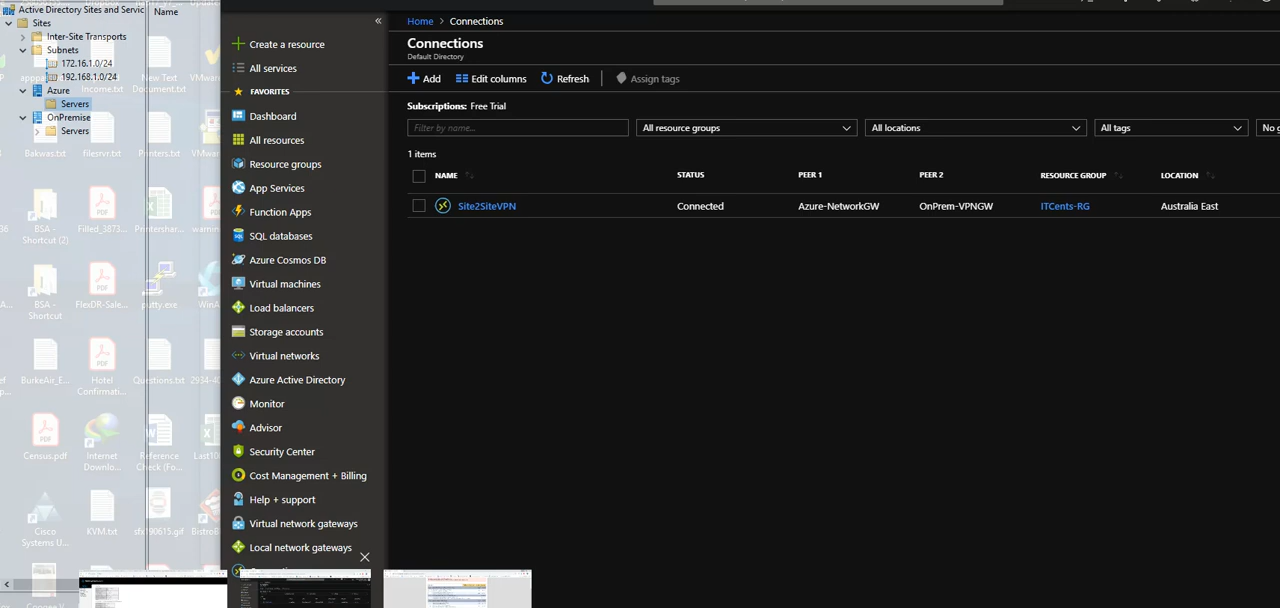 Active Directory Sites and Servic
Name
Sites
Inter-Site Transports
Subnets
172.16.1.0/24
192.168.1.0/24
Azure
Servers
OnPremise
Servers
Income.txt
New Text
Document.txt
Bakwas.txt
filesrvr.txt
Printers.txt
BSA -
Shortcut (2)
Filled_3873...
Printershar...
BSA -
Shortcut
FlexDR-Sale...
putty.exe
BurkeAir_E...
Hotel
Confirmati...
Questions.txt
Census.pdf
Internet
Downlo...
Reference
Check (Fo...
Cisco
Systems U...
KVM.txt
sfx190615.gif
«
Create a resource
All services
FAVORITES
Dashboard
All resources
Resource groups
App Services
Function Apps
SQL databases
Azure Cosmos DB
Virtual machines
Load balancers
Storage accounts
Virtual networks
Azure Active Directory
Monitor
Advisor
Security Center
Cost Management + Billing
Help + support
Virtual network gateways
Local network gateways
Home > Connections
Connections
Default Directory
Add Edit columns Refresh Assign tags
Subscriptions: Free Trial
Filter by name... All resource groups All locations All tags
1 items
NAME STATUS PEER 1 PEER 2 RESOURCE GROUP LOCATION
Site2SiteVPN Connected Azure-NetworkGW OnPrem-VPNGW ITCents-RG Australia East